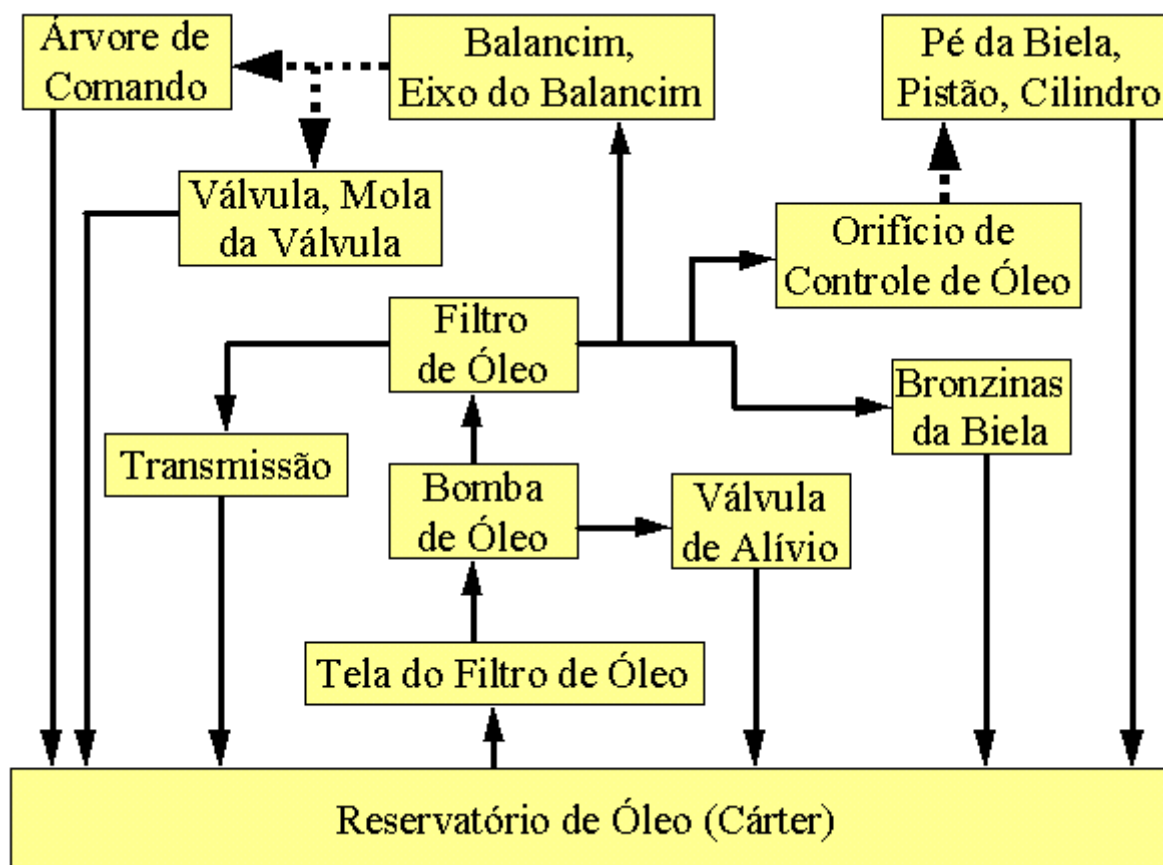 Árvore de
Comando
Balancim,
Eixo do Balancim
Pé da Biela,
Pistão, Cilindro
Válvula, Mola
da Válvula
Orifício de
Controle de Óleo
Filtro
de Óleo
Bronzinas
da Biela
Transmissão
Bomba
de Óleo
Válvula
de Alívio
Tela do Filtro de Óleo
Reservatório de Óleo (Cárter)